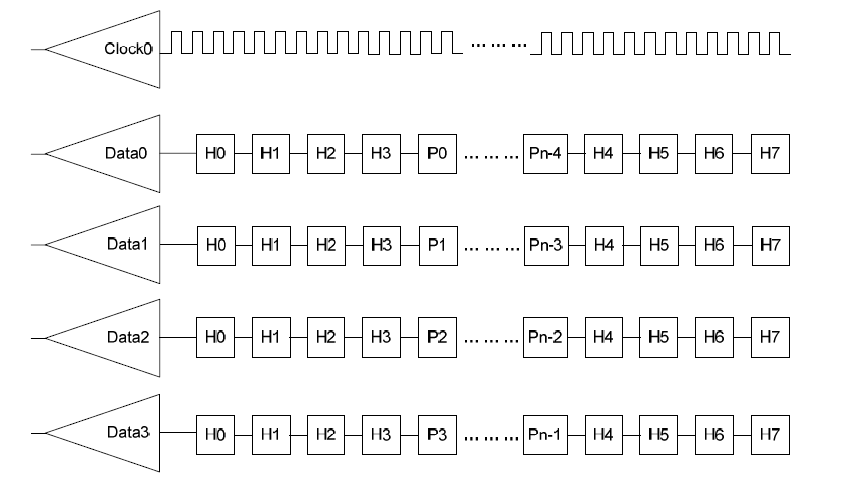 Clock0 ... ... ...
Data0 H0 H1 H2 H3 P0 ... ... ... Pn-4 H4 H5 H6 H7
Data1 H0 H1 H2 H3 P1 ... ... ... Pn-3 H4 H5 H6 H7
Data2 H0 H1 H2 H3 P2 ... ... ... Pn-2 H4 H5 H6 H7
Data3 H0 H1 H2 H3 P3 ... ... ... Pn-1 H4 H5 H6 H7